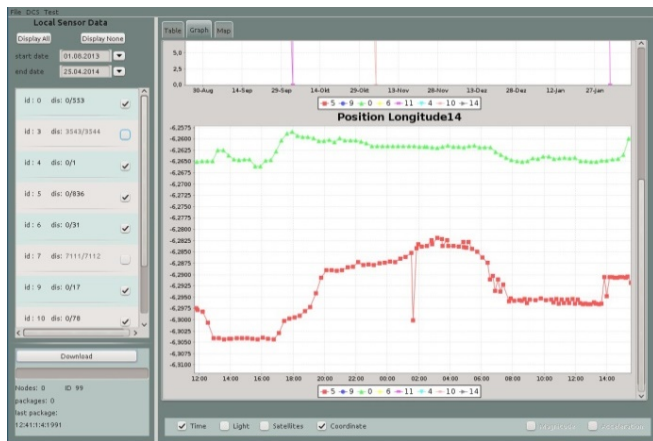 File DCS Test
Local Sensor Data
Display All Display None
start date 01.06.2013
end date 23.04.2014
id : 0 dis: 0/553
id : 3 dis: 3543/3544
id : 4 dis: 0/1
id : 5 dis: 0/836
id : 6 dis: 0/31
id : 7 dis: 7111/7112
id : 9 dis: 0/17
id : 10 dis: 0/78
Download
Nodes: 0 ID 99
packages: 0
last package:
12:41:1:4:1991
Table Graph Map
5,0
2,5
0,0
30-Aug 14-Sep 29-Sep 14-Okt 29-Okt 13-Nov 28-Nov 13-Dez 28-Dez 12-Jan 27-Jan
5 9 0 6 11 4 10 14
Position Longitude14
-6,2575
-6,2600
-6,2625
-6,2650
-6,2675
-6,2700
-6,2725
-6,2750
-6,2775
-6,2800
-6,2825
-6,2850
-6,2875
-6,2900
-6,2925
-6,2950
-6,2975
-6,3000
-6,3025
-6,3050
-6,3075
-6,3100
12:00 14:00 16:00 18:00 20:00 22:00 00:00 02:00 04:00 06:00 08:00 10:00 12:00 14:00
5 9 0 6 11 4 10 14
Time Light Satellites Coordinate